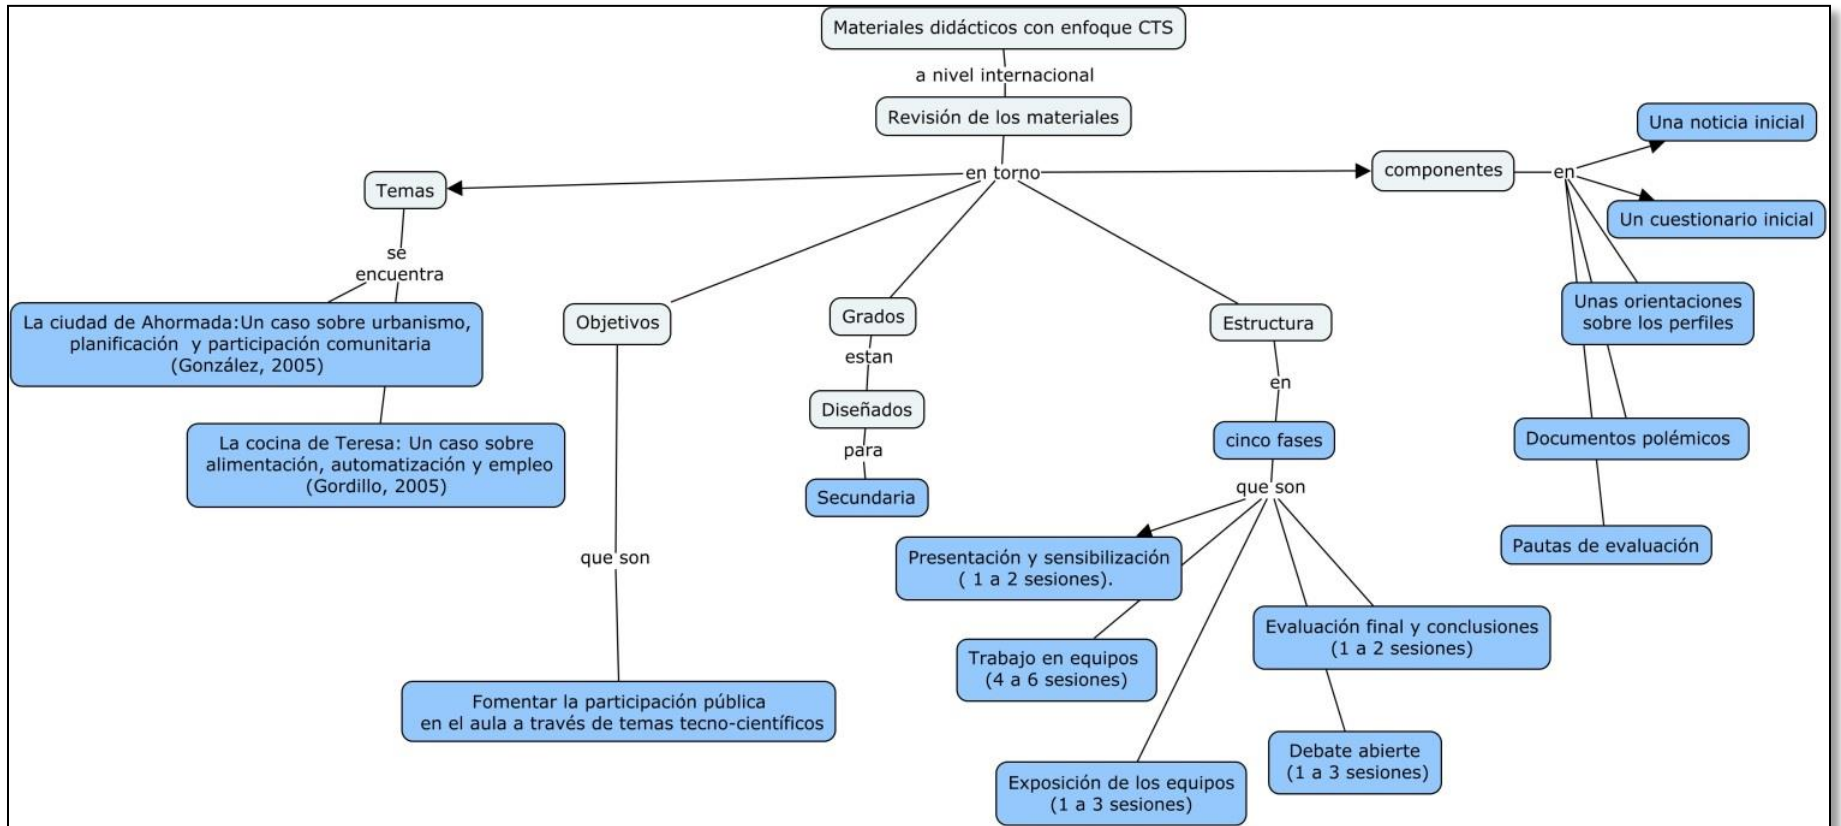 Materiales didácticos con enfoque CTS
a nivel internacional
Revisión de los materiales
en torno
Temas
se
encuentra
La ciudad de Ahormada:Un caso sobre urbanismo,
planificación y participación comunitaria
(González, 2005)
La cocina de Teresa: Un caso sobre
alimentación, automatización y empleo
(Gordillo, 2005)
Objetivos
que son
Fomentar la participación pública
en el aula a través de temas tecno-científicos
Grados
estan
Diseñados
para
Secundaria
Estructura
en
cinco fases
que son
Presentación y sensibilización
( 1 a 2 sesiones).
Trabajo en equipos
(4 a 6 sesiones)
Exposición de los equipos
(1 a 3 sesiones)
Debate abierte
(1 a 3 sesiones)
Evaluación final y conclusiones
(1 a 2 sesiones)
componentes
en
Una noticia inicial
Un cuestionario inicial
Unas orientaciones
sobre los perfiles
Documentos polémicos
Pautas de evaluación